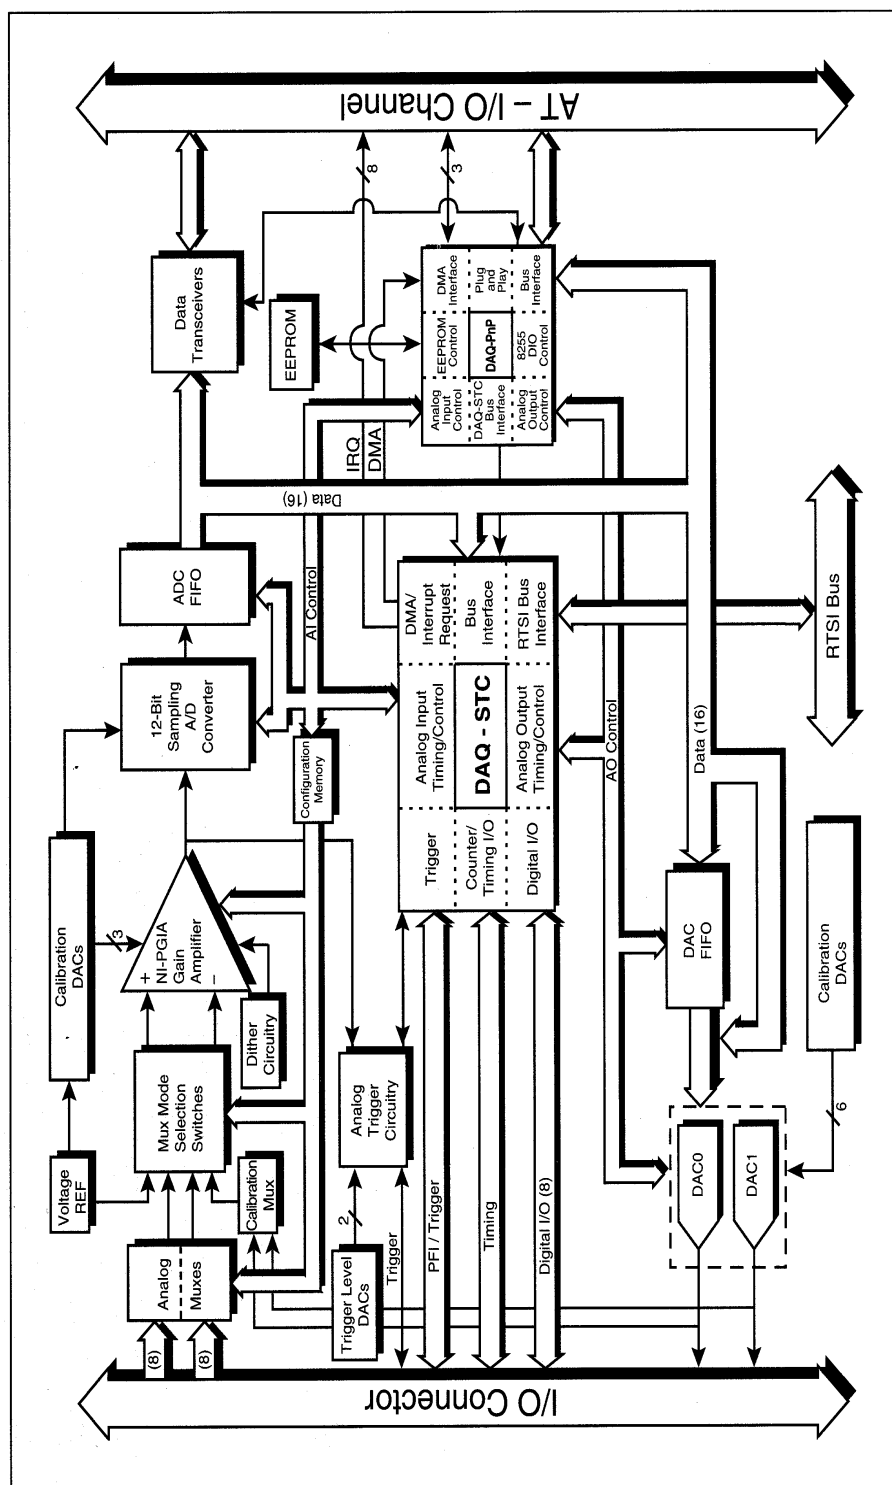 I/O Connector
(8)
(8)
Analog
Muxes
Voltage
REF
Calibration
DACs
3
Mux Mode
Selection
Switches
Calibration
Mux
+
NI-PGIA
Gain
Amplifier
–
Dither
Circuitry
12-Bit
Sampling
A/D
Converter
ADC
FIFO
Data
Transceivers
Configuration
Memory
AI Control
Data (16)
EEPROM
IRQ
DMA
8
3
Trigger Level
DACs
2
Analog
Trigger
Circuitry
Trigger
PFI / Trigger
Timing
Digital I/O (8)
Trigger
Analog Input
Timing/Control
DMA/
Interrupt
Request
Counter/
Timing I/O
DAQ - STC
Bus
Interface
Digital I/O
Analog Output
Timing/Control
RTSI Bus
Interface
Analog
Input
Control
EEPROM
Control
DMA
Interface
DAQ-STC
Bus
Interface
DAQ-PnP
Plug
and
Play
Analog
Output
Control
8255
DIO
Control
Bus
Interface
AO Control
Data (16)
DAC
FIFO
DAC0
DAC1
6
Calibration
DACs
RTSI Bus
AT – I/O Channel